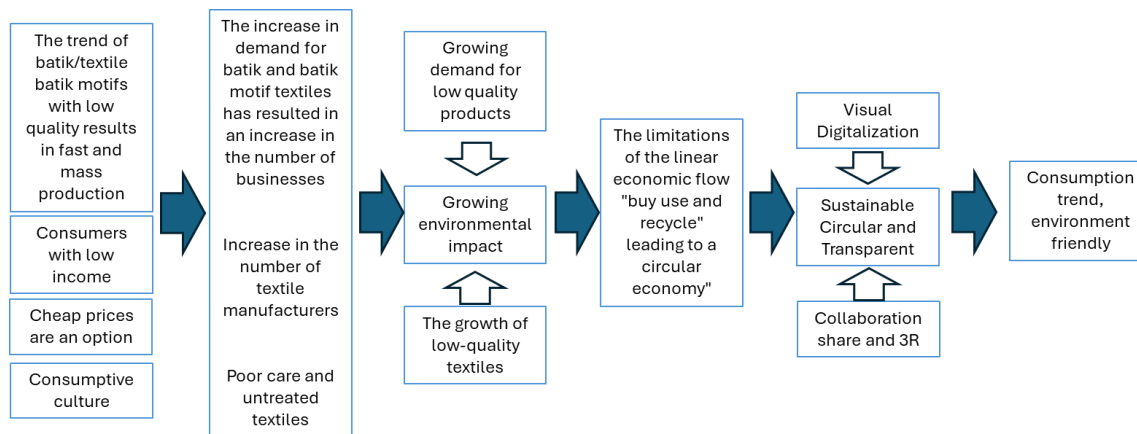 The trend of
batik/textile
batik motifs
with low
quality results
in fast and
mass
production
Consumers
with low
income
Cheap prices
are an option
Consumptive
culture
The increase in
demand for
batik and batik
motif textiles
has resulted in
an increase in
the number of
businesses
Increase in the
number of
textile
manufacturers
Poor care and
untreated
textiles
Growing
demand for
low quality
products
Growing
environmental
impact
The growth of
low-quality
textiles
The limitations
of the linear
economic flow
"buy use and
recycle"
leading to a
circular
economy"
Visual
Digitalization
Sustainable
Circular and
Transparent
Collaboration
share and 3R
Consumption
trend,
environment
friendly